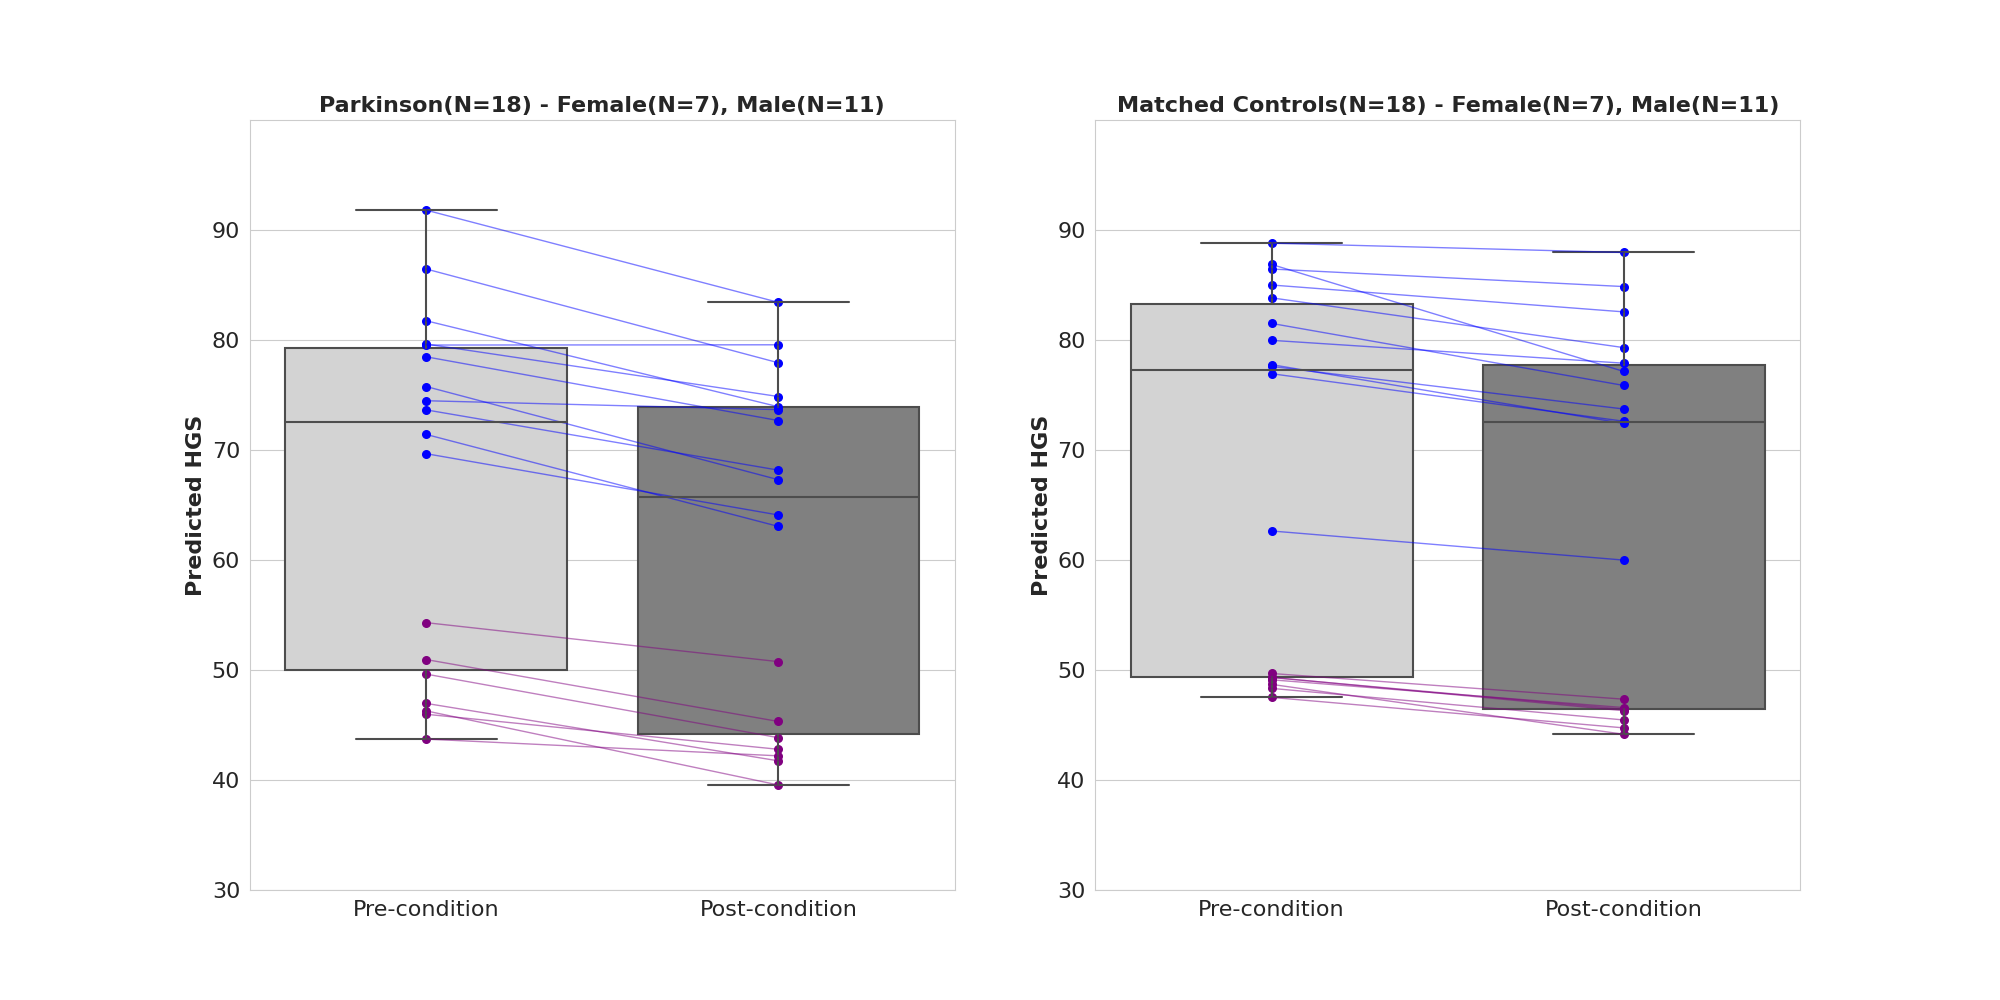 Parkinson(N=18) - Female(N=7), Male(N=11)
Predicted HGS
90
80
70
60
50
40
30
Pre-condition
Post-condition
Matched Controls(N=18) - Female(N=7), Male(N=11)
Predicted HGS
90
80
70
60
50
40
30
Pre-condition
Post-condition